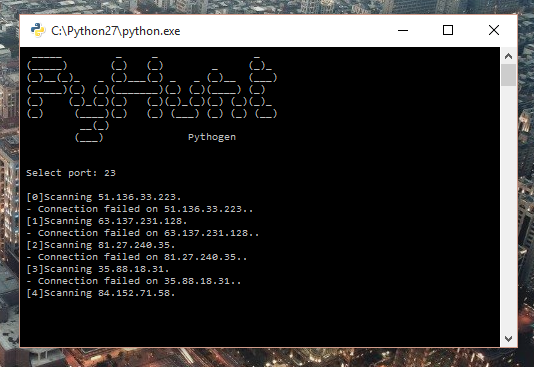 C:\Python27\python.exe
PyHunt
Pythogen
Select port: 23
[0]Scanning 51.136.33.223.
- Connection failed on 51.136.33.223..
[1]Scanning 63.137.231.128.
- Connection failed on 63.137.231.128..
[2]Scanning 81.27.240.35.
- Connection failed on 81.27.240.35..
[3]Scanning 35.88.18.31.
- Connection failed on 35.88.18.31..
[4]Scanning 84.152.71.58.